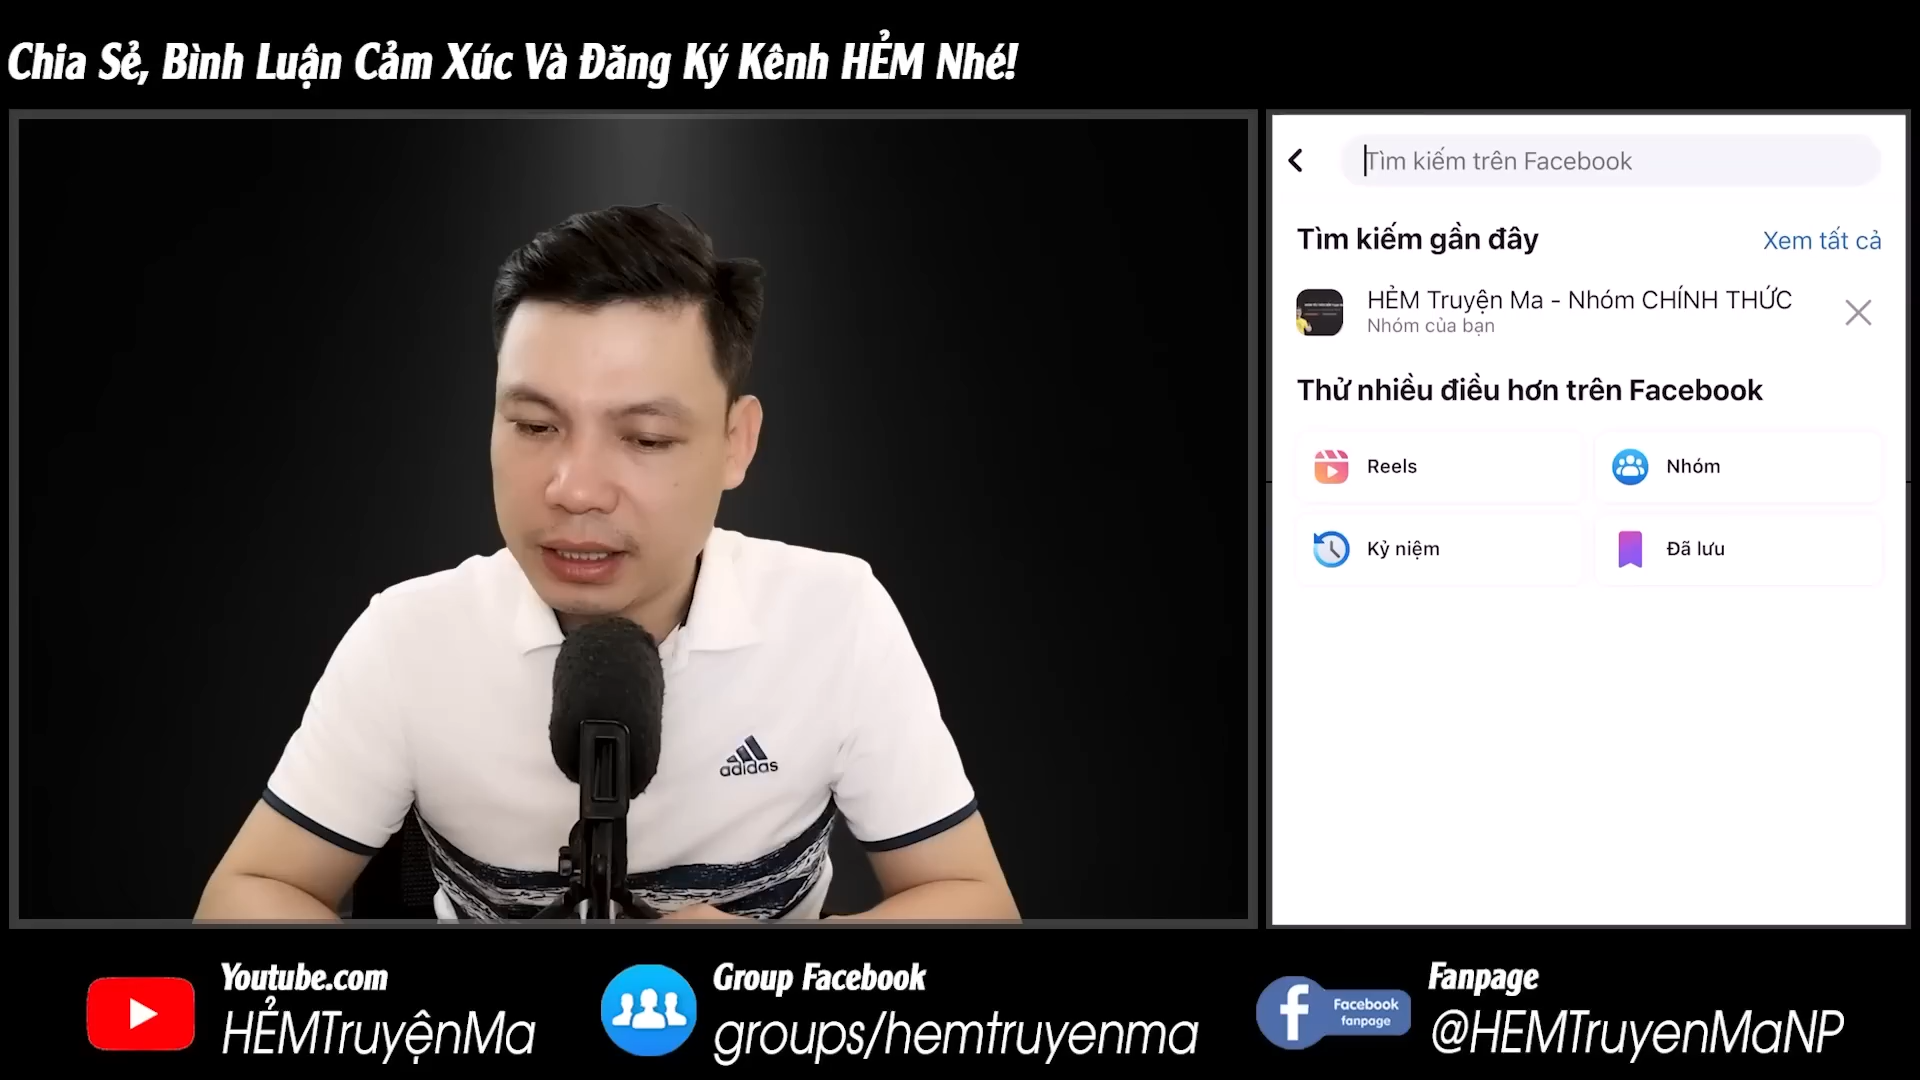 Chia Sẻ, Bình Luận Cảm Xúc Và Đăng Ký Kênh HẺM Nhé!
Tìm kiếm trên Facebook
Tìm kiếm gần đây
Xem tất cả
HẺM Truyện Ma - Nhóm CHÍNH THỨC
Nhóm của bạn
Thử nhiều điều hơn trên Facebook
Reels
Nhóm
Kỷ niệm
Đã lưu
adidas
Youtube.com
HẺMTruyệnMa
Group Facebook
groups/hemtruyenma
Facebook
fanpage
Fanpage
@HEMTruyenMaNP